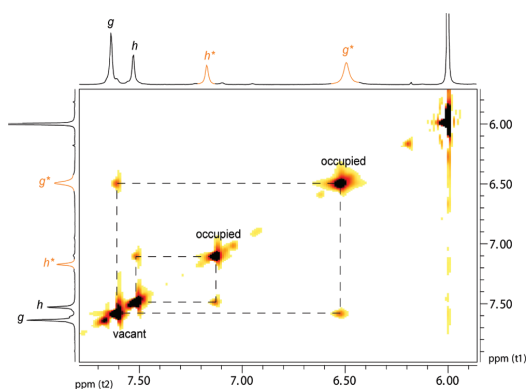 g
h
h*
g*
6.00
g*
occupied
6.50
occupied
7.00
h*
h
7.50
g
vacant
ppm (t1)
7.50
7.00
6.50
6.00
ppm (t2)